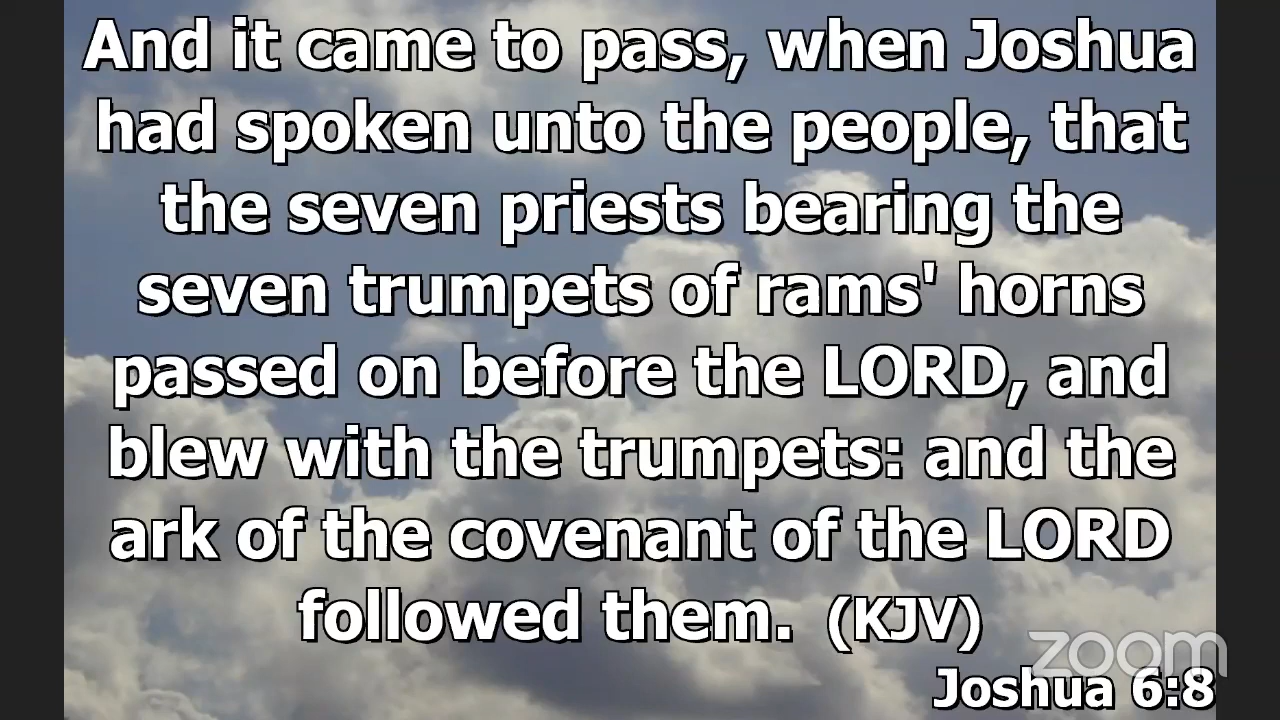 And it came to pass, when Joshua
had spoken unto the people, that
the seven priests bearing the
seven trumpets of rams' horns
passed on before the LORD, and
blew with the trumpets: and the
ark of the covenant of the LORD
followed them. (KJV)
zoom
Joshua 6:8